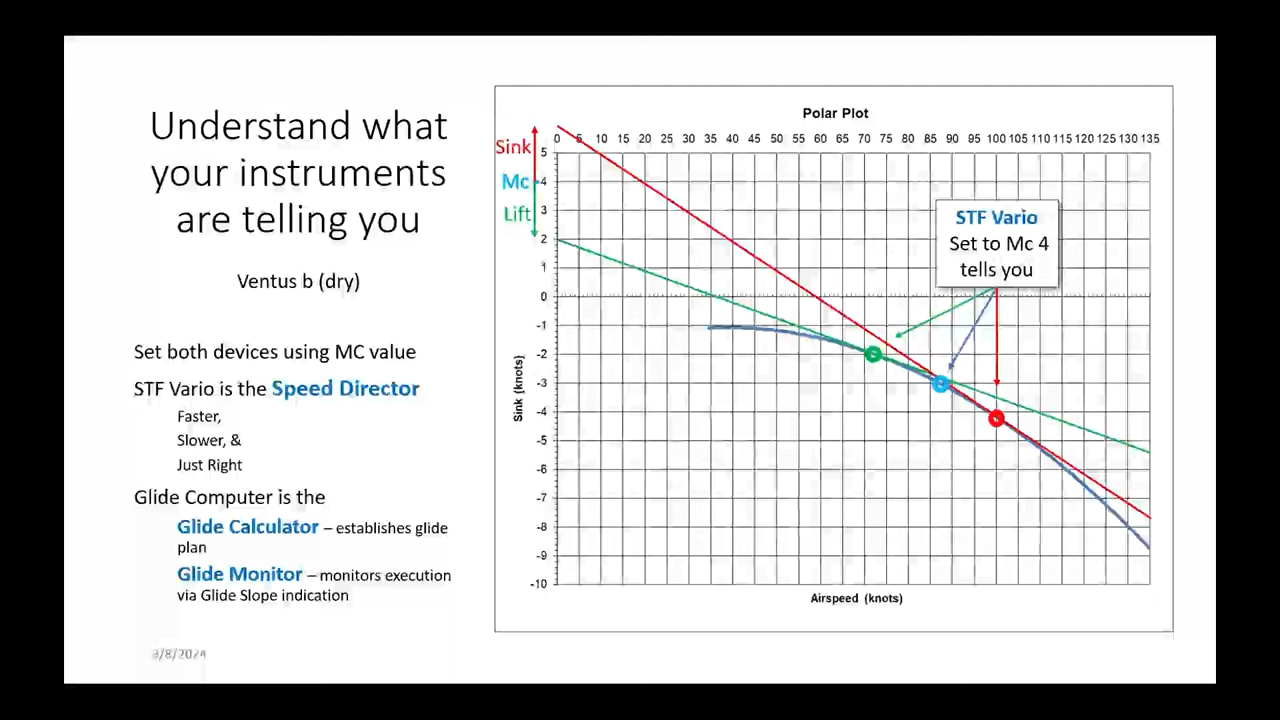 Understand what
your instruments
are telling you
Ventus b (dry)
Set both devices using MC value
STF Vario is the Speed Director
Faster,
Slower, &
Just Right
Glide Computer is the
Glide Calculator – establishes glide
plan
Glide Monitor – monitors execution
via Glide Slope indication
3/8/2024
Polar Plot
0 5 10 15 20 25 30 35 40 45 50 55 60 65 70 75 80 85 90 95 100 105 110 115 120 125 130 135
Sink
Mc
Lift
5
4
3
2
1
0
-1
-2
-3
-4
-5
-6
-7
-8
-9
-10
Sink (knots)
STF Vario
Set to Mc 4
tells you
Airspeed (knots)